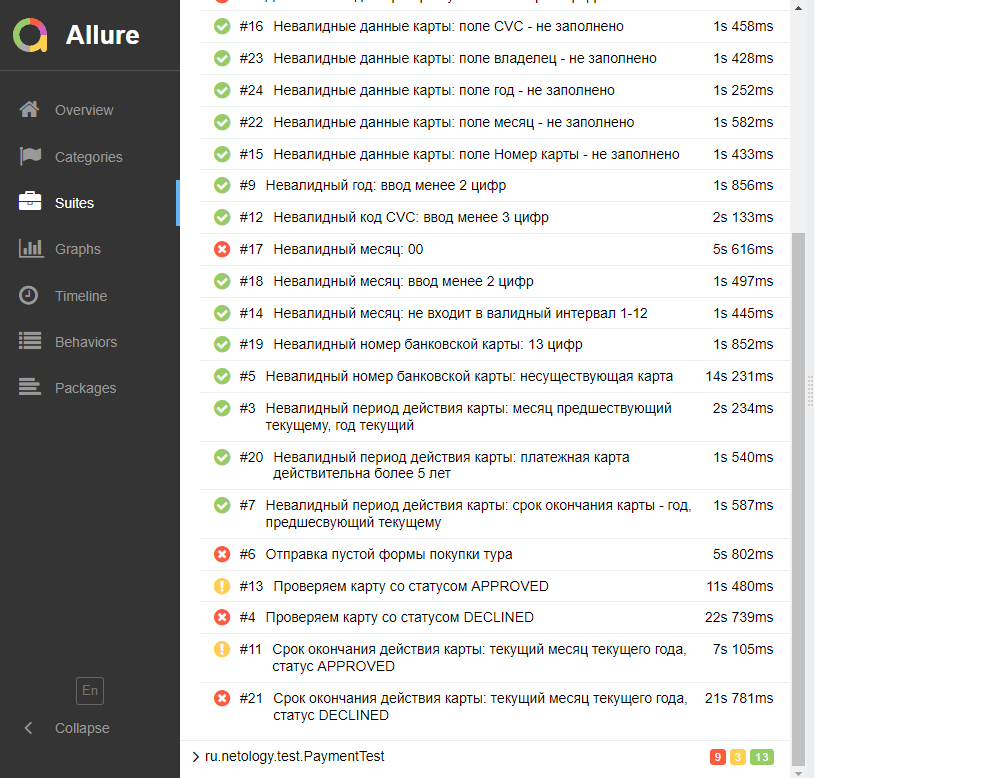 Allure
Overview
Categories
Suites
Graphs
Timeline
Behaviors
Packages
En
Collapse
#16 Невалидные данные карты: поле CVC - не заполнено 1s 458ms
#23 Невалидные данные карты: поле владелец - не заполнено 1s 428ms
#24 Невалидные данные карты: поле год - не заполнено 1s 252ms
#22 Невалидные данные карты: поле месяц - не заполнено 1s 582ms
#15 Невалидные данные карты: поле Номер карты - не заполнено 1s 433ms
#9 Невалидный год: ввод менее 2 цифр 1s 856ms
#12 Невалидный код CVC: ввод менее 3 цифр 2s 133ms
#17 Невалидный месяц: 00 5s 616ms
#18 Невалидный месяц: ввод менее 2 цифр 1s 497ms
#14 Невалидный месяц: не входит в валидный интервал 1-12 1s 445ms
#19 Невалидный номер банковской карты: 13 цифр 1s 852ms
#5 Невалидный номер банковской карты: несуществующая карта 14s 231ms
#3 Невалидный период действия карты: месяц предшествующий 2s 234ms
текущему, год текущий
#20 Невалидный период действия карты: платежная карта 1s 540ms
действительна более 5 лет
#7 Невалидный период действия карты: срок окончания карты - год, 1s 587ms
предшесвующий текущему
#6 Отправка пустой формы покупки тура 5s 802ms
#13 Проверяем карту со статусом APPROVED 11s 480ms
#4 Проверяем карту со статусом DECLINED 22s 739ms
#11 Срок окончания действия карты: текущий месяц текущего года, 7s 105ms
статус APPROVED
#21 Срок окончания действия карты: текущий месяц текущего года, 21s 781ms
статус DECLINED
ru.netology.test.PaymentTest 9 3 13